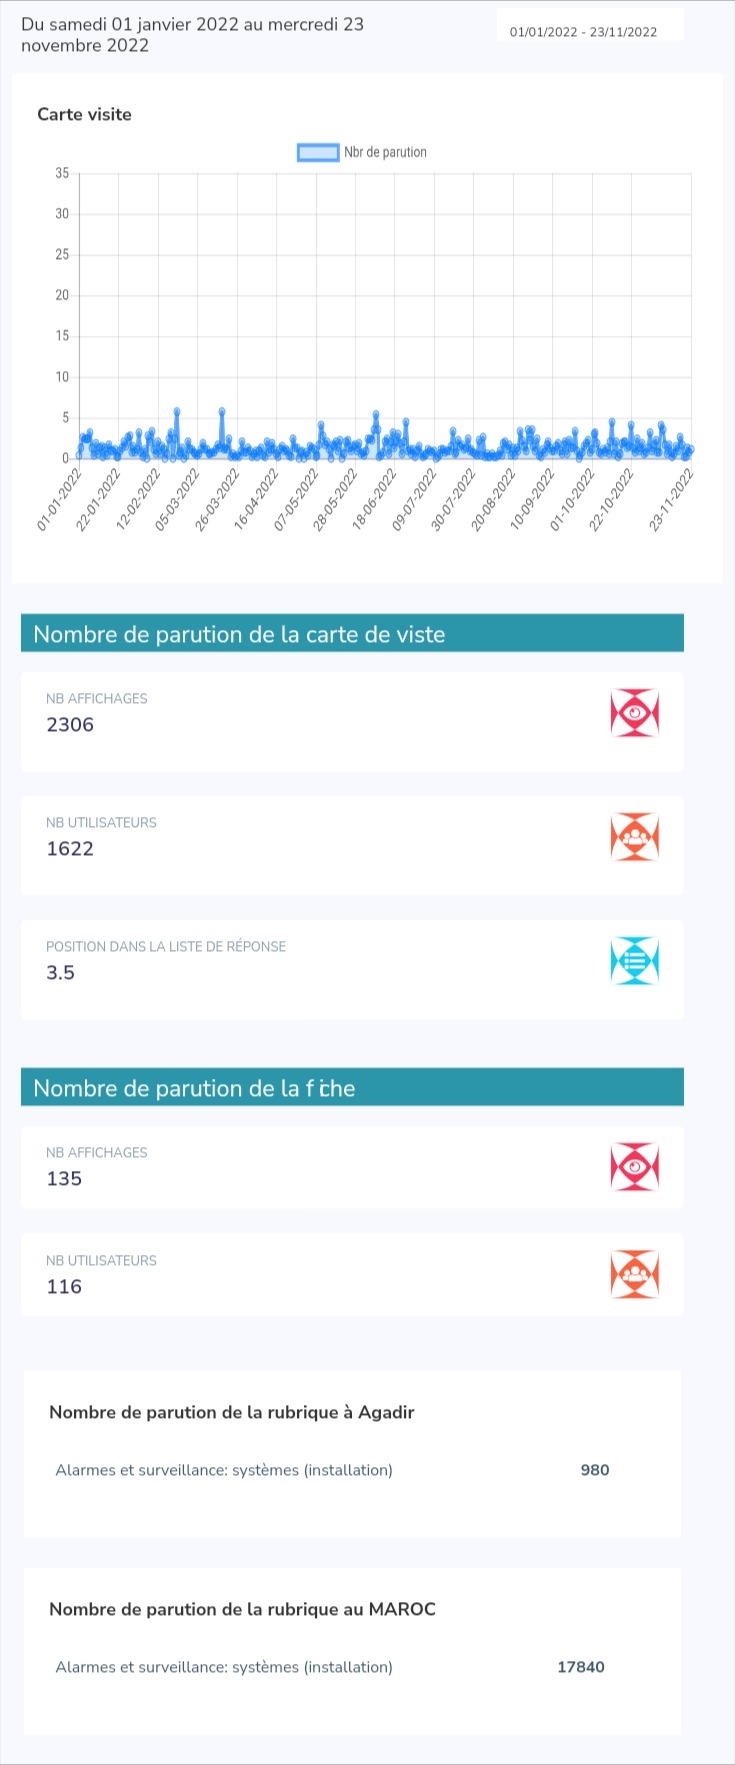 Du samedi 01 janvier 2022 au mercredi 23
novembre 2022
01/01/2022 - 23/11/2022
Carte visite
Nbr de parution
35
30
25
20
15
10
5
0
01-01-2022
22-01-2022
12-02-2022
05-03-2022
26-03-2022
16-04-2022
07-05-2022
28-05-2022
18-06-2022
09-07-2022
30-07-2022
20-08-2022
10-09-2022
01-10-2022
22-10-2022
23-11-2022
Nombre de parution de la carte de viste
NB AFFICHAGES
2306
NB UTILISATEURS
1622
POSITION DANS LA LISTE DE RÉPONSE
3.5
Nombre de parution de la fiche
NB AFFICHAGES
135
NB UTILISATEURS
116
Nombre de parution de la rubrique à Agadir
Alarmes et surveillance: systèmes (installation) 980
Nombre de parution de la rubrique au MAROC
Alarmes et surveillance: systèmes (installation) 17840